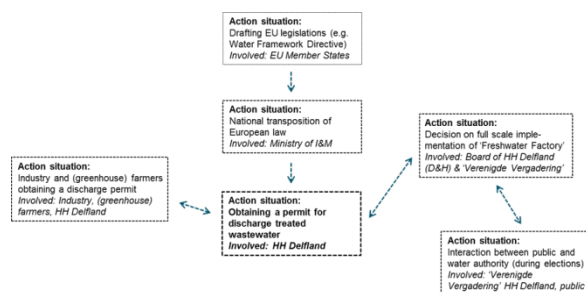 Action situation:
Drafting EU legislations (e.g.
Water Framework Directive)
Involved: EU Member States
Action situation:
National transposition of
European law
Involved: Ministry of I&M
Action situation:
Decision on full scale imple-
mentation of 'Freshwater Factory'
Involved: Board of HH Delfland
(D&H) & 'Verenigde Vergadering'
Action situation:
Industry and (greenhouse) farmers
obtaining a discharge permit
Involved: Industry, (greenhouse)
farmers, HH Delfland
Action situation:
Obtaining a permit for
discharge treated
wastewater
Involved: HH Delfland
Action situation:
Interaction between public and
water authority (during elections)
Involved: 'Verenigde
Vergadering' HH Delfland, public